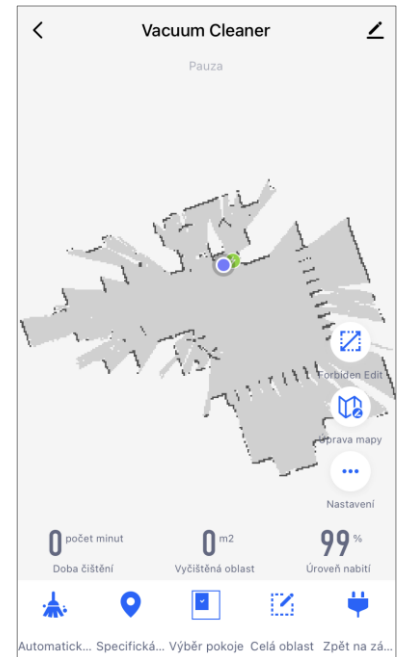 Vacuum Cleaner
Pauza
Forbiden Edit
Úprava mapy
Nastavení
0 počet minut
0 m2
99 %
Doba čištění
Vyčištěná oblast
Úroveň nabití
Automatick... Specifická... Výběr pokoje Celá oblast Zpět na zá...